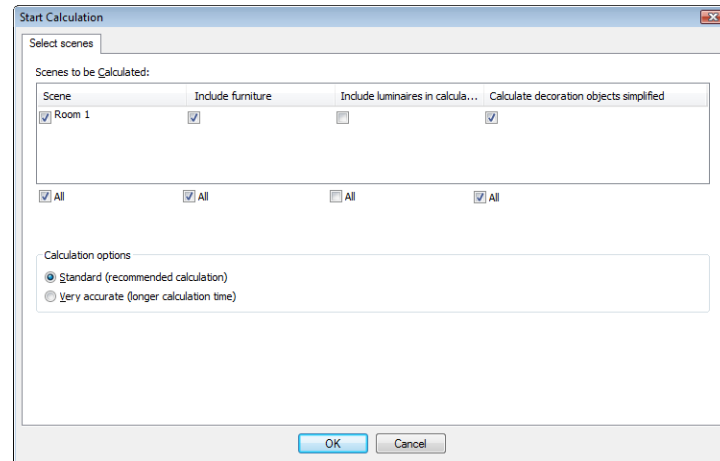 Start Calculation
Select scenes
Scenes to be Calculated:
Scene Include furniture Include luminaires in calcula... Calculate decoration objects simplified
Room 1
All All All All
Calculation options
Standard (recommended calculation)
Very accurate (longer calculation time)
OK Cancel